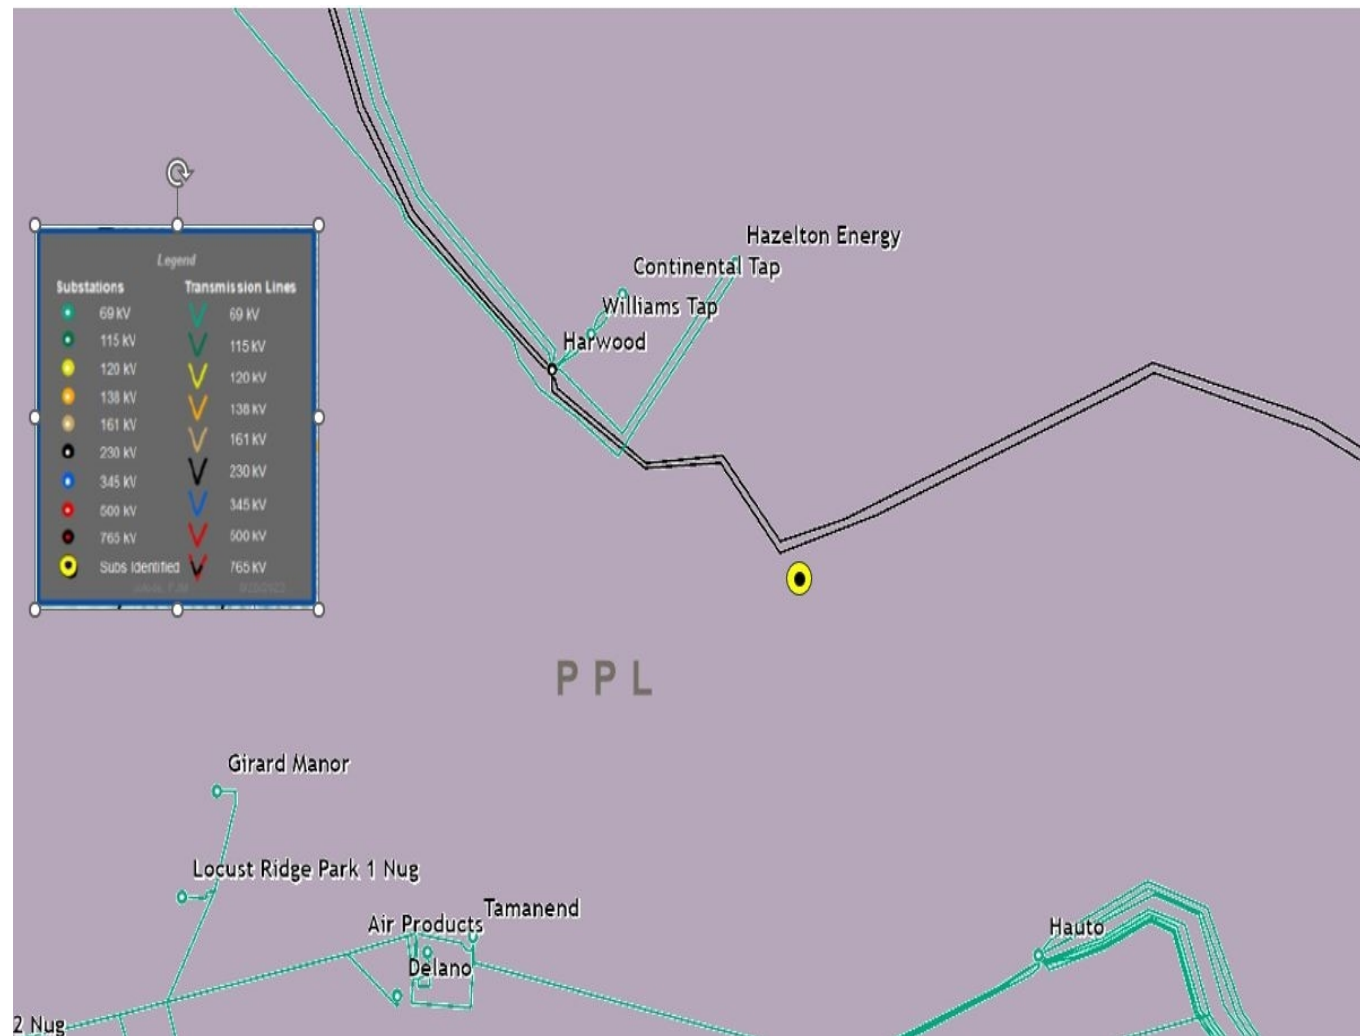 Hazelton Energy
Continental Tap
Williams Tap
Harwood
Legend
Substations Transmission Lines
69 kV 69 kV
115 kV 115 kV
120 kV 120 kV
138 kV 138 kV
161 kV 161 kV
230 kV 230 kV
345 kV 345 kV
500 kV 500 kV
765 kV 765 kV
Subs Identified
PPL
Girard Manor
Locust Ridge Park 1 Nug
Tamanend
Air Products
Hauto
Delano
2 Nug